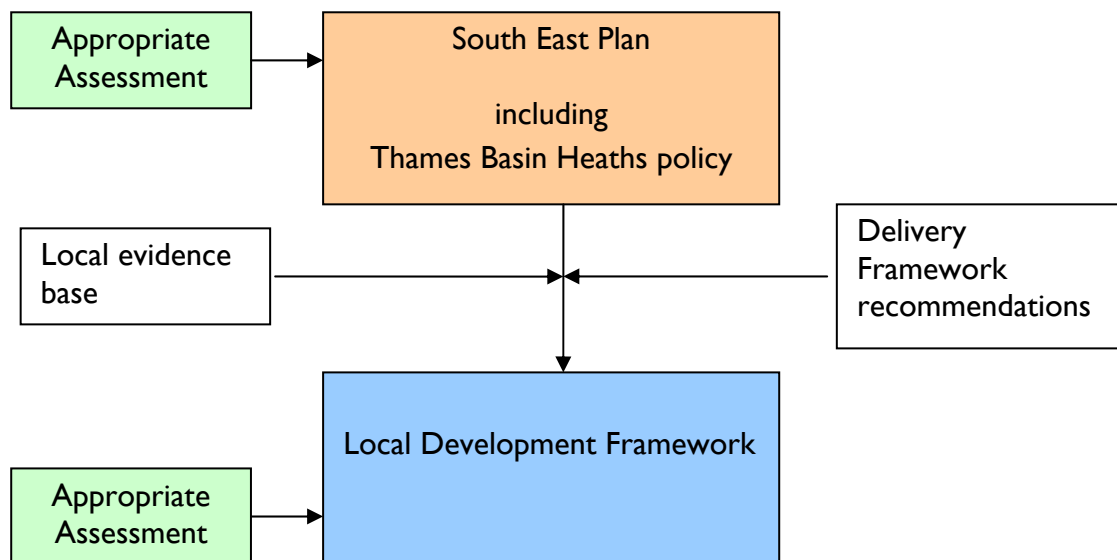 Appropriate
Assessment
South East Plan
including
Thames Basin Heaths policy
Local evidence
base
Delivery
Framework
recommendations
Local Development Framework
Appropriate
Assessment